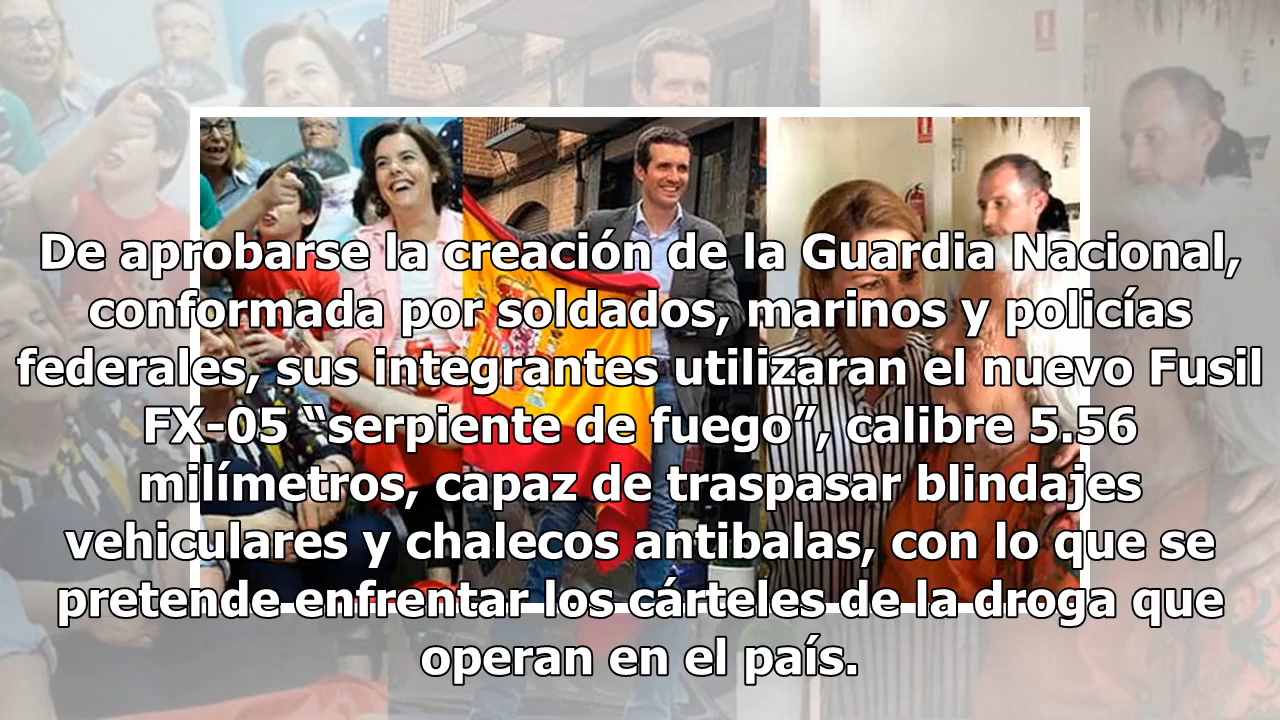 De aprobarse la creación de la Guardia Nacional,
conformada por soldados, marinos y policías
federales, sus integrantes utilizaran el nuevo Fusil
FX-05 “serpiente de fuego”, calibre 5.56
milímetros, capaz de traspasar blindajes
vehiculares y chalecos antibalas, con lo que se
pretende enfrentar los cárteles de la droga que
operan en el país.